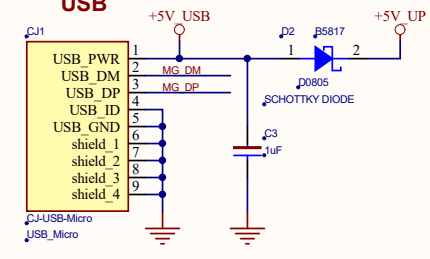 USB
CJ1
+5V_USB
D2
B5817
+5V_UP
USB_PWR 1
USB_DM 2 MG_DM
USB_DP 3 MG_DP
USB_ID 4
USB_GND 5
shield_1 6
shield_2 7
shield_3 8
shield_4 9
1
2
D0805
SCHOTTKY DIODE
C3
1uF
CJ-USB-Micro
USB_Micro